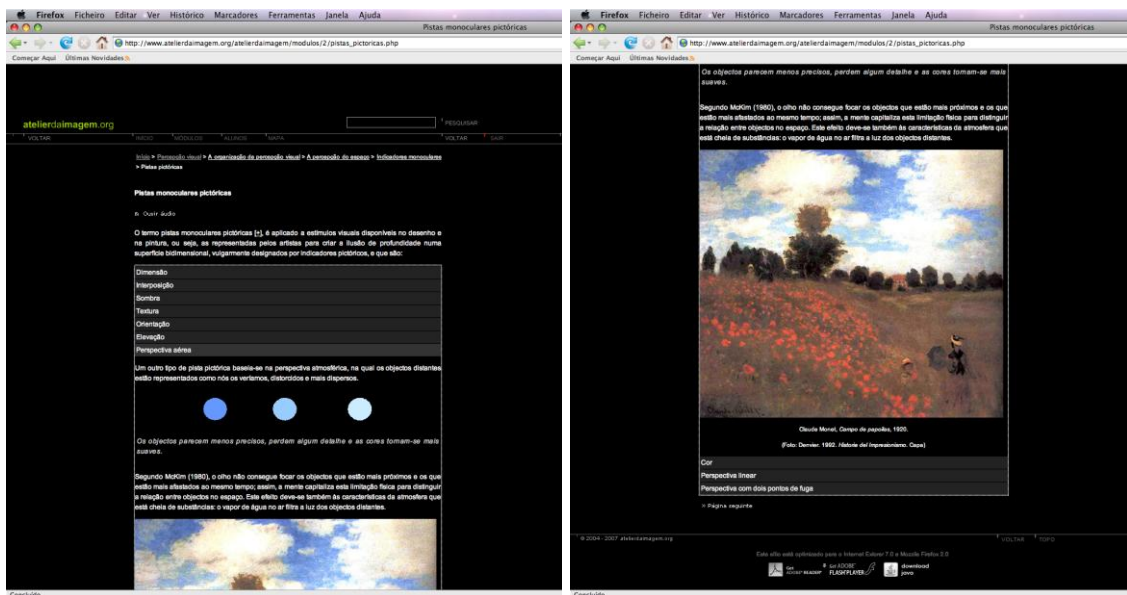 Firefox Ficheiro Editar Ver Histórico Marcadores Ferramentas Janela Ajuda
Pistas monoculares pictóricas
http://www.atelierdaimagem.org/atelierdaimagem/modulos/2/pistas_pictoricas.php
Começar Aqui Últimas Novidades
atelierdaimagem.org
PESQUISAR
VOLTAR INÍCIO MÓDULOS ALUNOS MAPA VOLTAR SAIR
Início > Percepção visual > A organização da percepção visual > A percepção do espaço > Indicadores monoculares
> Pistas pictóricas
Pistas monoculares pictóricas
Ouvir áudio
O termo pistas monoculares pictóricas [+], é aplicado a estímulos visuais disponíveis no desenho e
na pintura, ou seja, as representadas pelos artistas para criar a ilusão de profundidade numa
superfície bidimensional, vulgarmente designados por indicadores pictóricos, e que são:
Dimensão
Interposição
Sombra
Textura
Orientação
Elevação
Perspectiva aérea
Um outro tipo de pista pictórica baseia-se na perspectiva atmosférica, na qual os objectos distantes
estão representados como nós os veríamos, distorcidos e mais dispersos.
Os objectos parecem menos precisos, perdem algum detalhe e as cores tornam-se mais
suaves.
Segundo McKim (1980), o olho não consegue focar os objectos que estão mais próximos e os que
estão mais afastados ao mesmo tempo; assim, a mente capitaliza esta limitação física para distinguir
a relação entre objectos no espaço. Este efeito deve-se também às características da atmosfera que
está cheia de substâncias: o vapor de água no ar filtra a luz dos objectos distantes.
Concluído
Firefox Ficheiro Editar Ver Histórico Marcadores Ferramentas Janela Ajuda
Pistas monoculares pictóricas
http://www.atelierdaimagem.org/atelierdaimagem/modulos/2/pistas_pictoricas.php
Começar Aqui Últimas Novidades
Os objectos parecem menos precisos, perdem algum detalhe e as cores tornam-se mais
suaves.
Segundo McKim (1980), o olho não consegue focar os objectos que estão mais próximos e os que
estão mais afastados ao mesmo tempo; assim, a mente capitaliza esta limitação física para distinguir
a relação entre objectos no espaço. Este efeito deve-se também às características da atmosfera que
está cheia de substâncias: o vapor de água no ar filtra a luz dos objectos distantes.
Claude Monet, Campo de papoilas, 1920.
(Foto: Denvier. 1992. Histoire del Impresionismo. Capa)
Cor
Perspectiva linear
Perspectiva com dois pontos de fuga
Página seguinte
© 2004 - 2007 atelierdaimagem.org
VOLTAR TOPO
Este sítio está optimizado para o Internet Exlorer 7.0 e Mozilla Firefox 2.0
Get ADOBE READER
Get ADOBE FLASH PLAYER
download java
Concluído